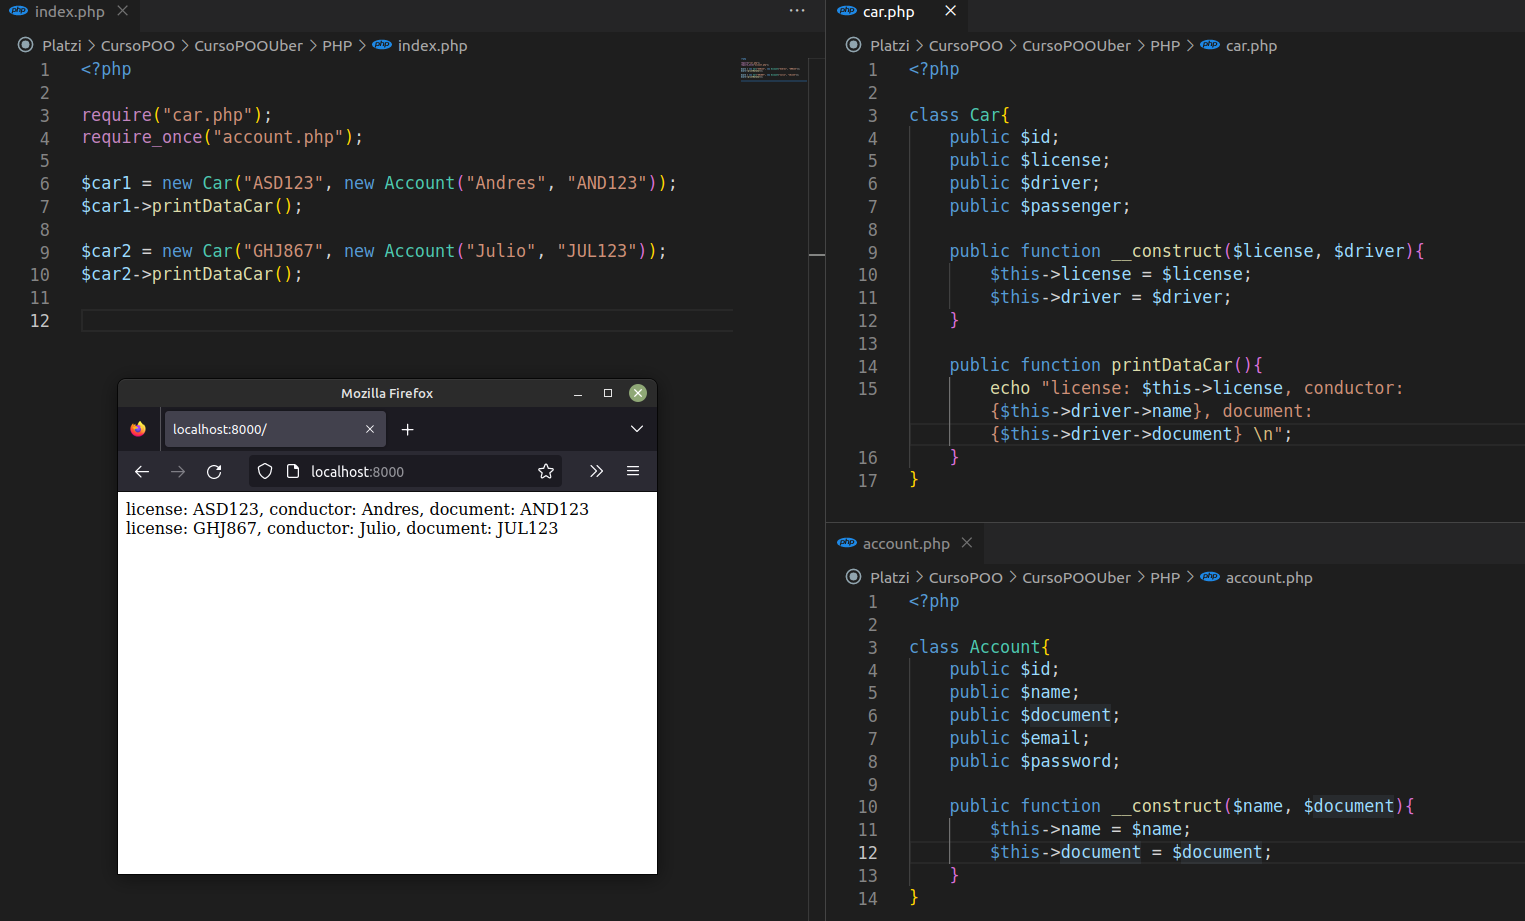 php index.php
Platzi > CursoPOO > CursoPOOUber > PHP > php index.php
1 <?php
2
3 require("car.php");
4 require_once("account.php");
5
6 $car1 = new Car("ASD123", new Account("Andres", "AND123"));
7 $car1->printDataCar();
8
9 $car2 = new Car("GHJ867", new Account("Julio", "JUL123"));
10 $car2->printDataCar();
11
12
Mozilla Firefox
localhost:8000/
localhost:8000
license: ASD123, conductor: Andres, document: AND123
license: GHJ867, conductor: Julio, document: JUL123
php car.php
Platzi > CursoPOO > CursoPOOUber > PHP > php car.php
1 <?php
2
3 class Car{
4 public $id;
5 public $license;
6 public $driver;
7 public $passenger;
8
9 public function __construct($license, $driver){
10 $this->license = $license;
11 $this->driver = $driver;
12 }
13
14 public function printDataCar(){
15 echo "license: $this->license, conductor:
{$this->driver->name}, document:
{$this->driver->document} \n";
16 }
17 }
php account.php
Platzi > CursoPOO > CursoPOOUber > PHP > php account.php
1 <?php
2
3 class Account{
4 public $id;
5 public $name;
6 public $document;
7 public $email;
8 public $password;
9
10 public function __construct($name, $document){
11 $this->name = $name;
12 $this->document = $document;
13 }
14 }